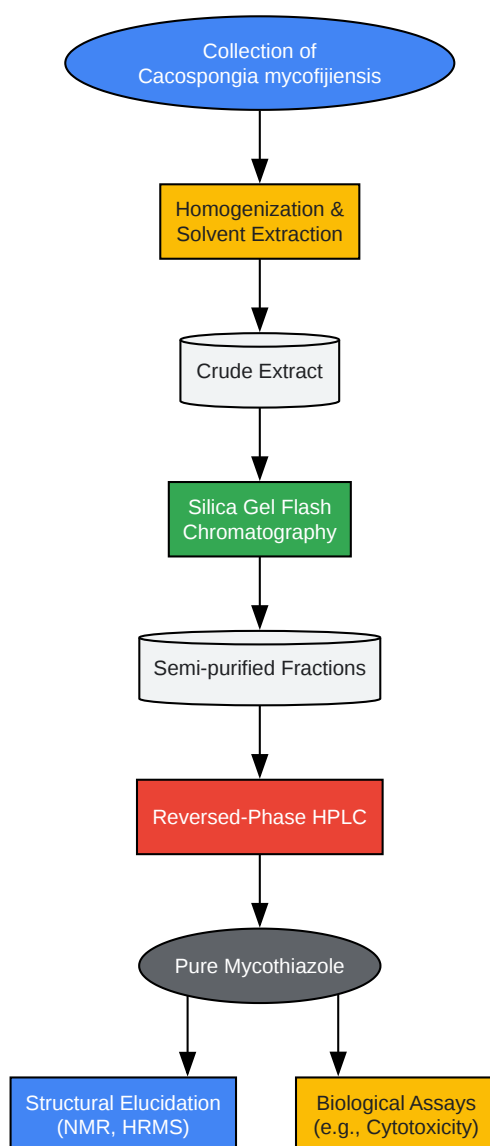 Collection of
Cacospongia mycofijiensis
Homogenization &
Solvent Extraction
Crude Extract
Silica Gel Flash
Chromatography
Semi-purified Fractions
Reversed-Phase HPLC
Pure Mycothiazole
Structural Elucidation
(NMR, HRMS)
Biological Assays
(e.g., Cytotoxicity)